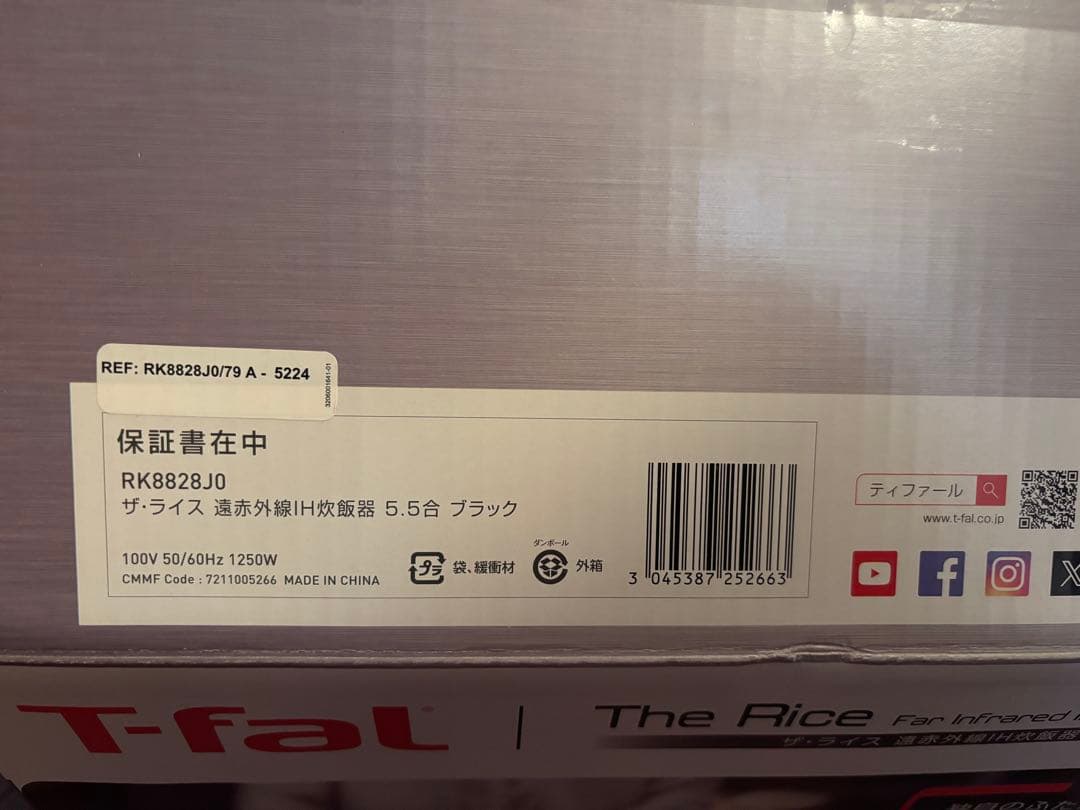 REF: RK8828J0/79 A - 5224
3206001641-01
保証書在中
RK8828J0
ザ・ライス 遠赤外線IH炊飯器 5.5合 ブラック
100V 50/60Hz 1250W
CMMF Code : 7211005266 MADE IN CHINA
プラ
袋、緩衝材
ダンボール
外箱
3 045387 252663
ティファール
www.t-fal.co.jp
T-fal
The Rice Far Infrared
ザ・ライス 遠赤外線IH炊飯器